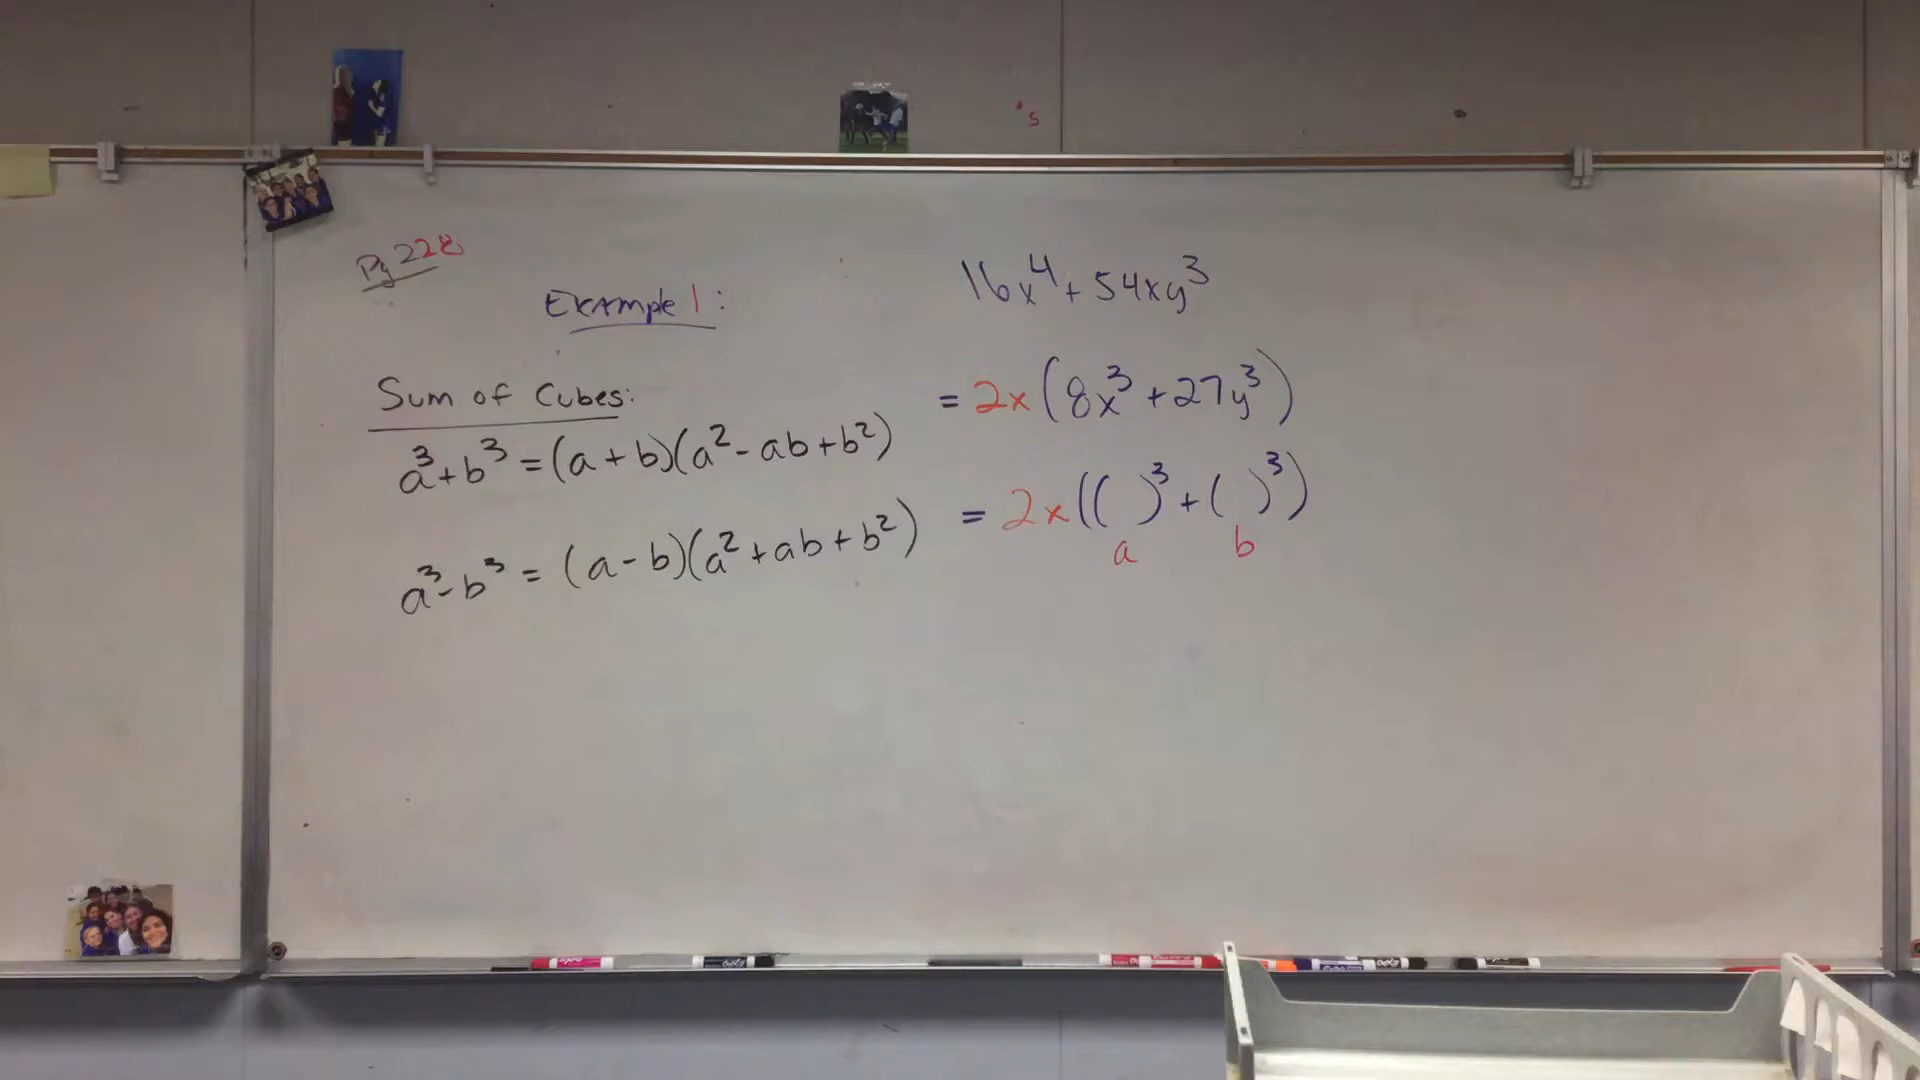 s
Pg 228
Example 1:
16x⁴ + 54xy³
= 2x (8x³ + 27y³)
= 2x (( )³ + ( )³)
a b
Sum of Cubes:
a³ + b³ = (a + b)(a² - ab + b²)
a³ - b³ = (a - b)(a² + ab + b²)